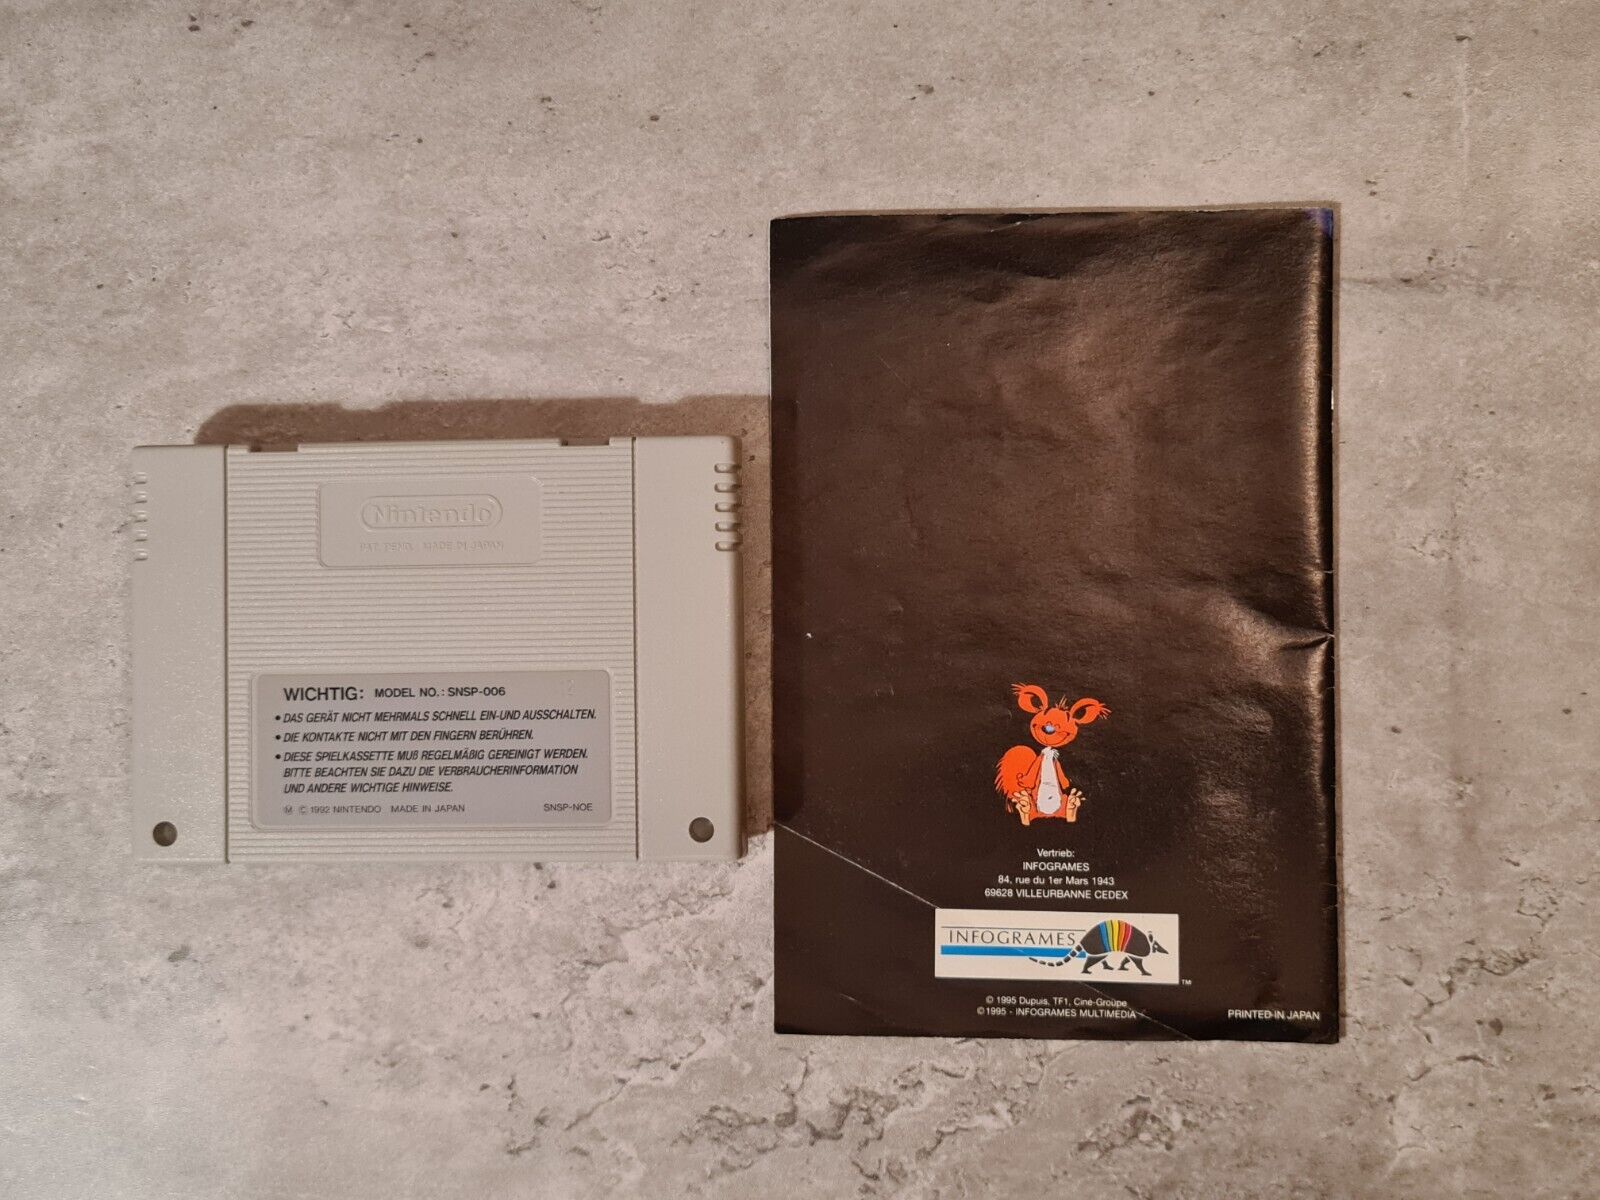 Nintendo
PAT. PEND. MADE IN JAPAN
WICHTIG: MODEL NO.: SNSP-006
• DAS GERÄT NICHT MEHRMALS SCHNELL EIN-UND AUSSCHALTEN.
• DIE KONTAKTE NICHT MIT DEN FINGERN BERÜHREN.
• DIESE SPIELKASSETTE MUß REGELMÄßIG GEREINIGT WERDEN.
BITTE BEACHTEN SIE DAZU DIE VERBRAUCHERINFORMATION
UND ANDERE WICHTIGE HINWEISE.
Ⓜ © 1992 NINTENDO MADE IN JAPAN SNSP-NOE
Vertrieb:
INFOGRAMES
84, rue du 1er Mars 1943
69628 VILLEURBANNE CEDEX
INFOGRAMES
™
© 1995 Dupuis, TF1, Ciné-Groupe
© 1995 - INFOGRAMES MULTIMEDIA
PRINTED IN JAPAN